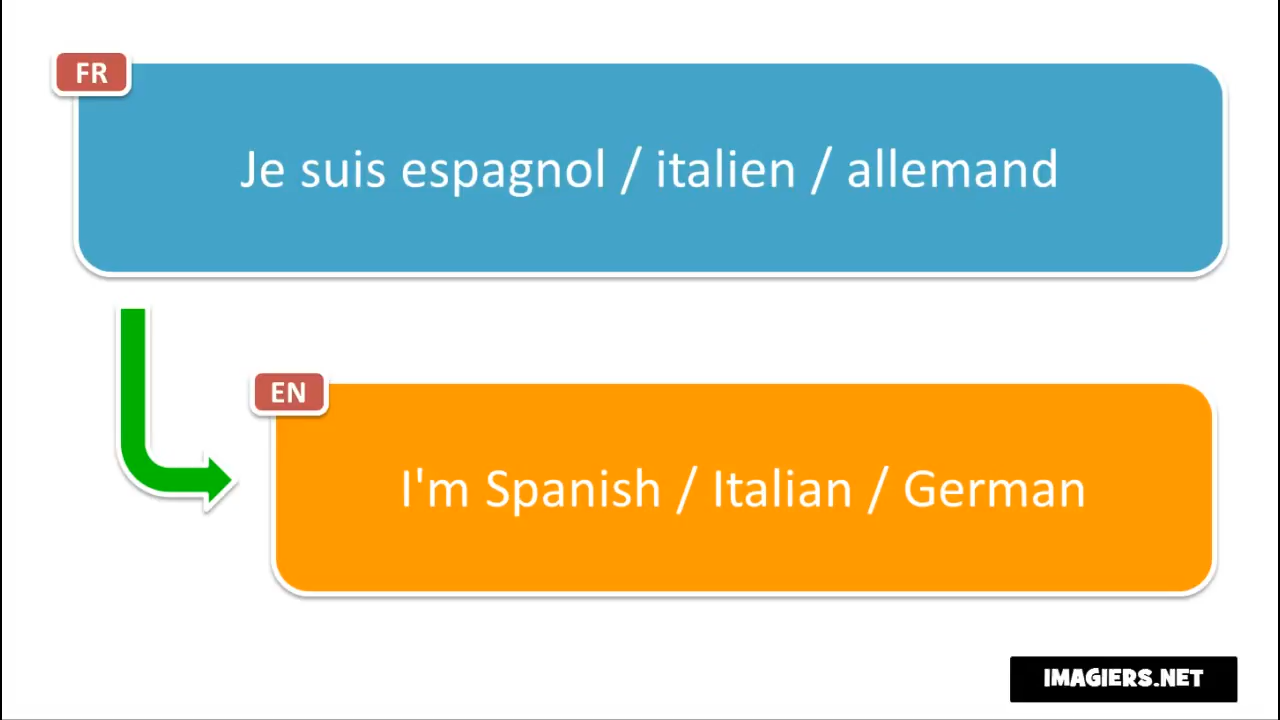 FR
Je suis espagnol / italien / allemand
EN
I'm Spanish / Italian / German
IMAGIERS.NET